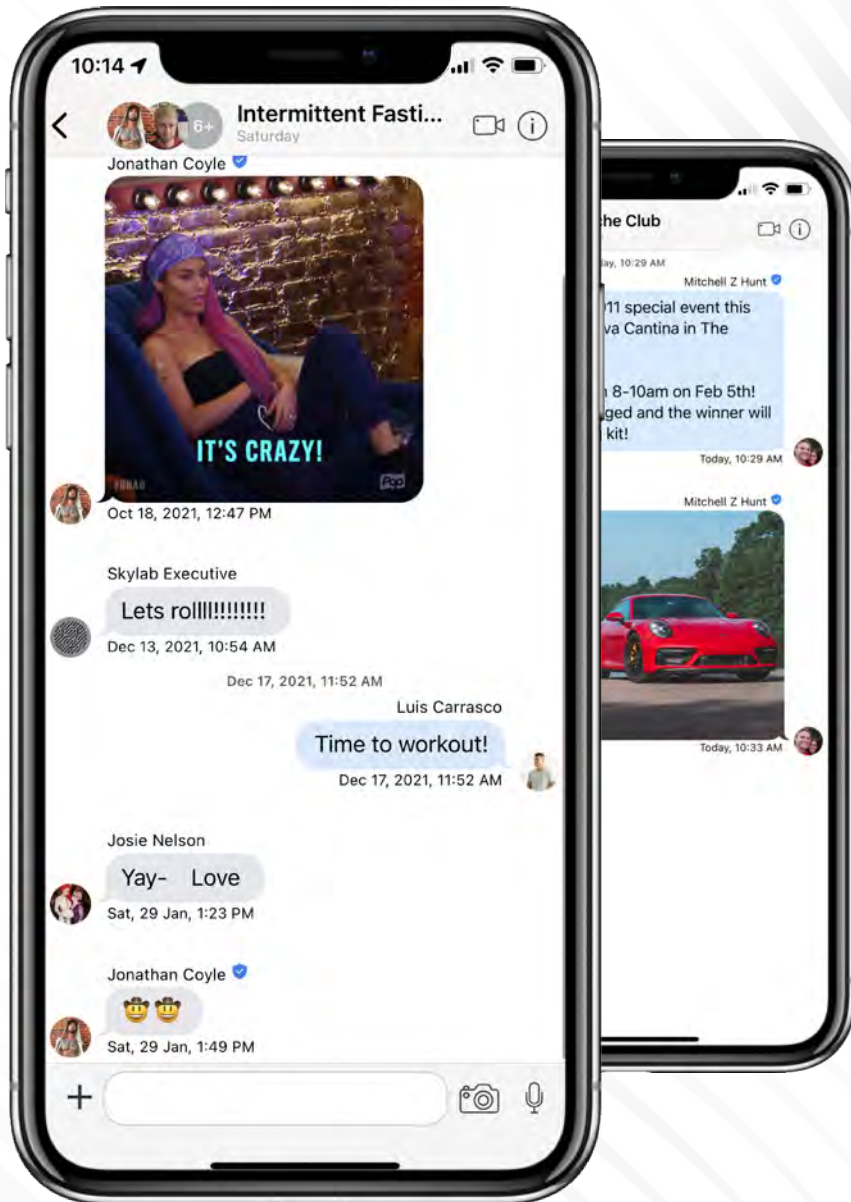 10:14
6+
Intermittent Fasti...
Saturday
Jonathan Coyle
IT'S CRAZY!
Pop
Oct 18, 2021, 12:47 PM
Skylab Executive
Lets rollll!!!!!!!!!
Dec 13, 2021, 10:54 AM
Dec 17, 2021, 11:52 AM
Luis Carrasco
Time to workout!
Dec 17, 2021, 11:52 AM
Josie Nelson
Yay- Love
Sat, 29 Jan, 1:23 PM
Jonathan Coyle
Sat, 29 Jan, 1:49 PM
che Club
day, 10:29 AM
Mitchell Z Hunt
911 special event this
va Cantina in The
8-10am on Feb 5th!
ged and the winner will
kit!
Today, 10:29 AM
Mitchell Z Hunt
Today, 10:33 AM